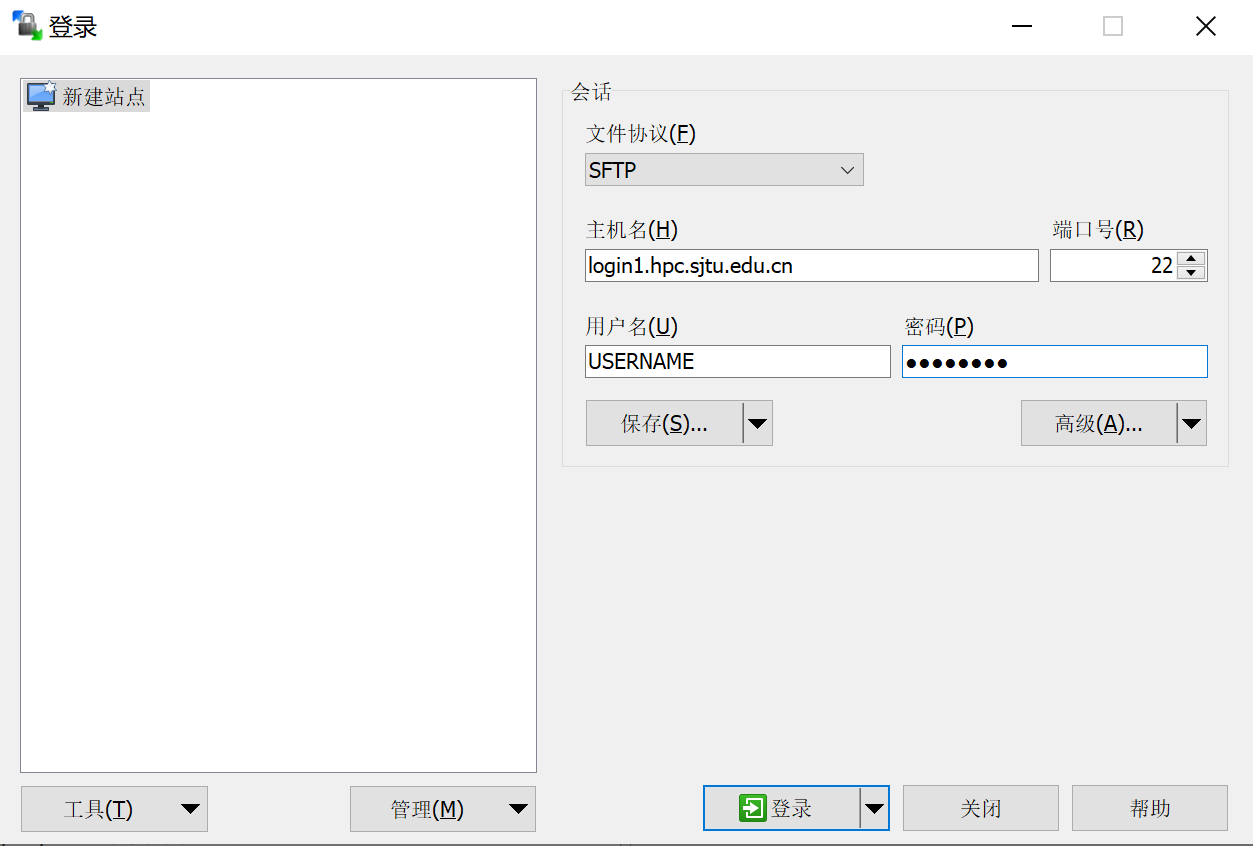 登录
新建站点
会话
文件协议(F)
SFTP
主机名(H)
端口号(R)
login1.hpc.sjtu.edu.cn
22
用户名(U)
密码(P)
USERNAME
●●●●●●●●
保存(S)...
高级(A)...
工具(T)
管理(M)
登录
关闭
帮助